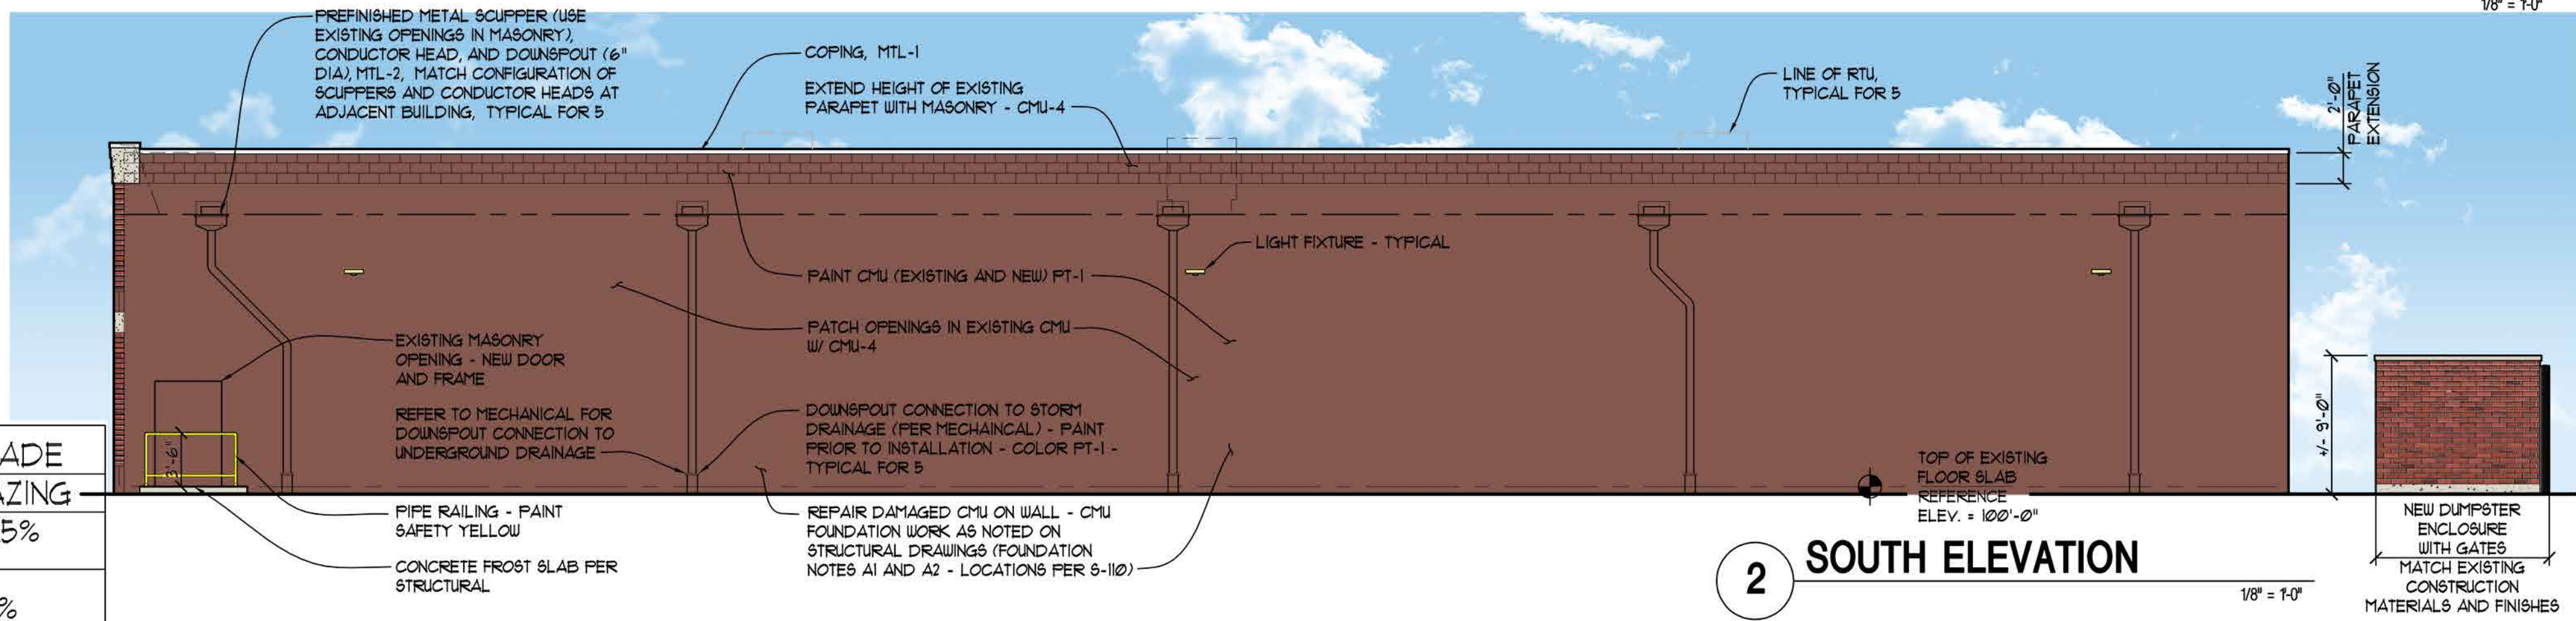 1/8" = 1'-0"
PREFINISHED METAL SCUPPER (USE
EXISTING OPENINGS IN MASONRY),
CONDUCTOR HEAD, AND DOWNSPOUT (6"
DIA), MTL-2, MATCH CONFIGURATION OF
SCUPPERS AND CONDUCTOR HEADS AT
ADJACENT BUILDING, TYPICAL FOR 5
COPING, MTL-1
EXTEND HEIGHT OF EXISTING
PARAPET WITH MASONRY - CMU-4
LINE OF RTU,
TYPICAL FOR 5
2'-0"
PARAPET
EXTENSION
LIGHT FIXTURE - TYPICAL
PAINT CMU (EXISTING AND NEW) PT-1
PATCH OPENINGS IN EXISTING CMU
W/ CMU-4
EXISTING MASONRY
OPENING - NEW DOOR
AND FRAME
REFER TO MECHANICAL FOR
DOWNSPOUT CONNECTION TO
UNDERGROUND DRAINAGE
DOWNSPOUT CONNECTION TO STORM
DRAINAGE (PER MECHAINCAL) - PAINT
PRIOR TO INSTALLATION - COLOR PT-1 -
TYPICAL FOR 5
3'-6"
PIPE RAILING - PAINT
SAFETY YELLOW
CONCRETE FROST SLAB PER
STRUCTURAL
REPAIR DAMAGED CMU ON WALL - CMU
FOUNDATION WORK AS NOTED ON
STRUCTURAL DRAWINGS (FOUNDATION
NOTES A1 AND A2 - LOCATIONS PER S-110)
TOP OF EXISTING
FLOOR SLAB
REFERENCE
ELEV. = 100'-0"
+/- 9'-0"
NEW DUMPSTER
ENCLOSURE
WITH GATES
MATCH EXISTING
CONSTRUCTION
MATERIALS AND FINISHES
2 SOUTH ELEVATION
1/8" = 1'-0"
ADE
AZING
5%
%